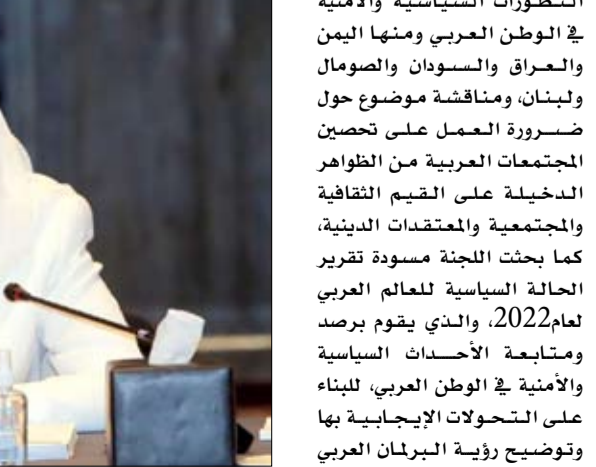 التطورات السياسية والأمنية
في الوطن العربي ومنها اليمن
والعراق والسودان والصومال
ولبنان، ومناقشة موضوع حول
ضرورة العمل على تحصين
المجتمعات العربية من الظواهر
الدخيلة على القيم الثقافية
والمجتمعية والمعتقدات الدينية،
كما بحثت اللجنة مسودة تقرير
الحالة السياسية للعالم العربي
لعام2022، والذي يقوم برصد
ومتابعة الأحداث السياسية
والأمنية في الوطن العربي، للبناء
على التحولات الإيجابية بها
وتوضيح رؤية البرلمان العربي